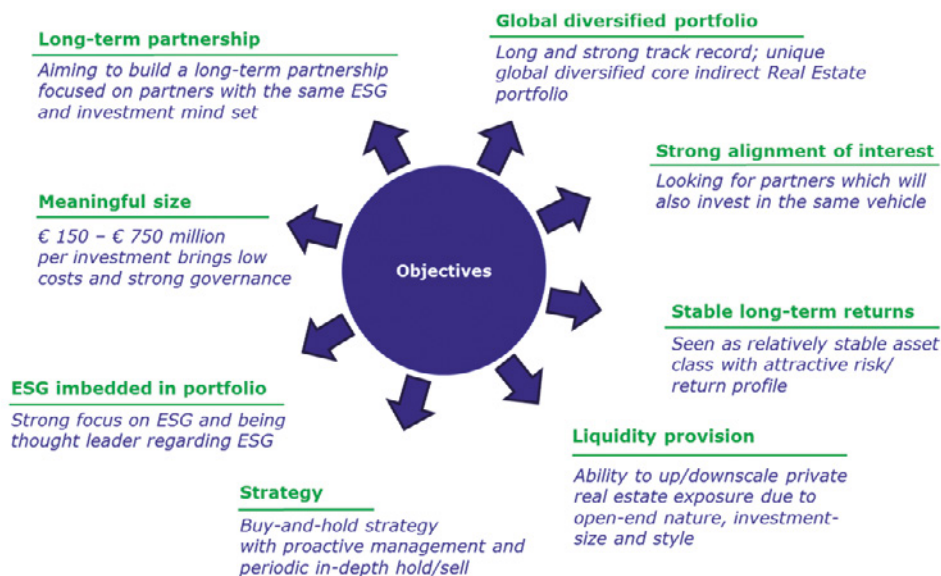 Global diversified portfolio
Long and strong track record; unique
global diversified core indirect Real Estate
portfolio
Strong alignment of interest
Looking for partners which will
also invest in the same vehicle
Stable long-term returns
Seen as relatively stable asset
class with attractive risk/
return profile
Liquidity provision
Ability to up/downscale private
real estate exposure due to
open-end nature, investment-
size and style
Strategy
Buy-and-hold strategy
with proactive management and
periodic in-depth hold/sell
ESG imbedded in portfolio
Strong focus on ESG and being
thought leader regarding ESG
Meaningful size
€ 150 – € 750 million
per investment brings low
costs and strong governance
Long-term partnership
Aiming to build a long-term partnership
focused on partners with the same ESG
and investment mind set
Objectives